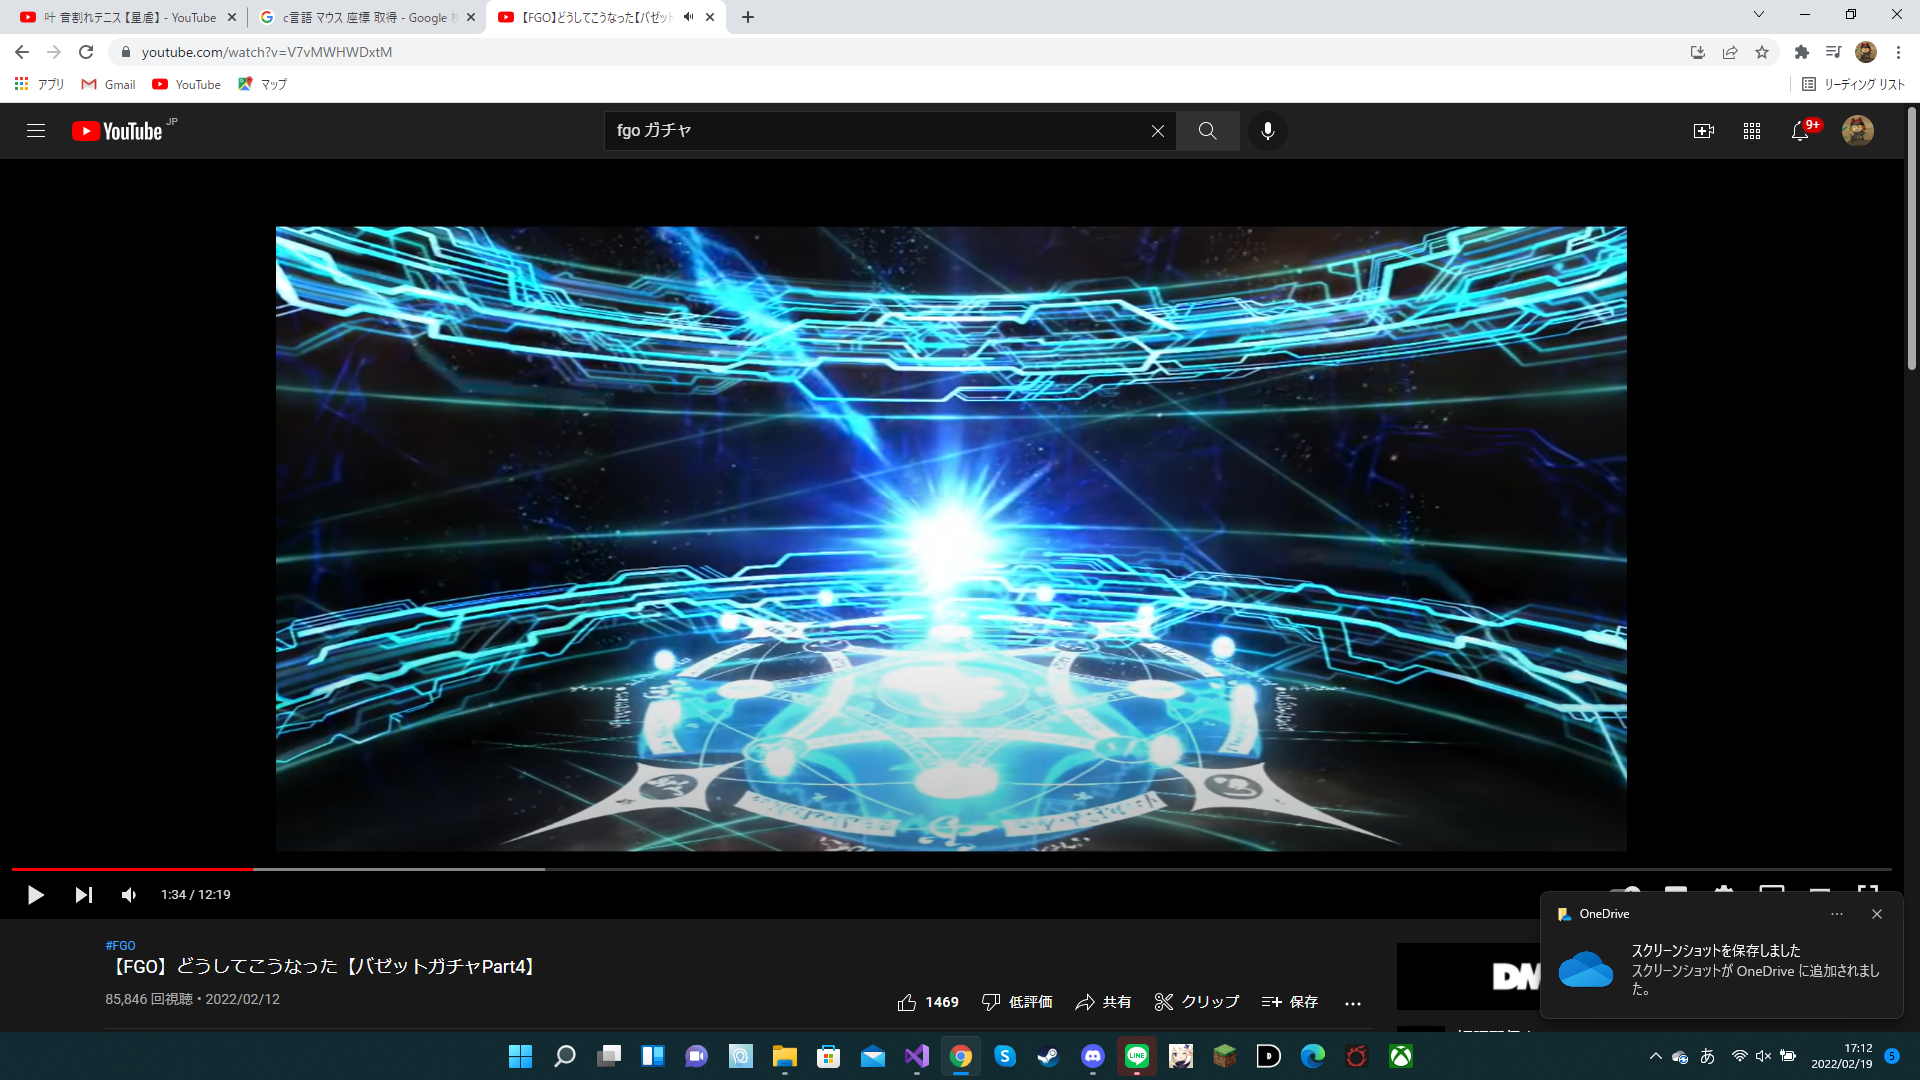 叶 音割れテニス【星虐】 - YouTube
c言語 マウス 座標 取得 - Google
【FGO】どうしてこうなった【バゼット
youtube.com/watch?v=V7vMWHWDxtM
アプリ
Gmail
YouTube
マップ
リーディング リスト
YouTube JP
fgo ガチャ
9+
1:34 / 12:19
#FGO
【FGO】どうしてこうなった【バゼットガチャPart4】
85,846 回視聴・2022/02/12
1469
低評価
共有
クリップ
保存
DM
OneDrive
スクリーンショットを保存しました
スクリーンショットが OneDrive に追加されまし
た。
LINE
あ
17:12
2022/02/19
5